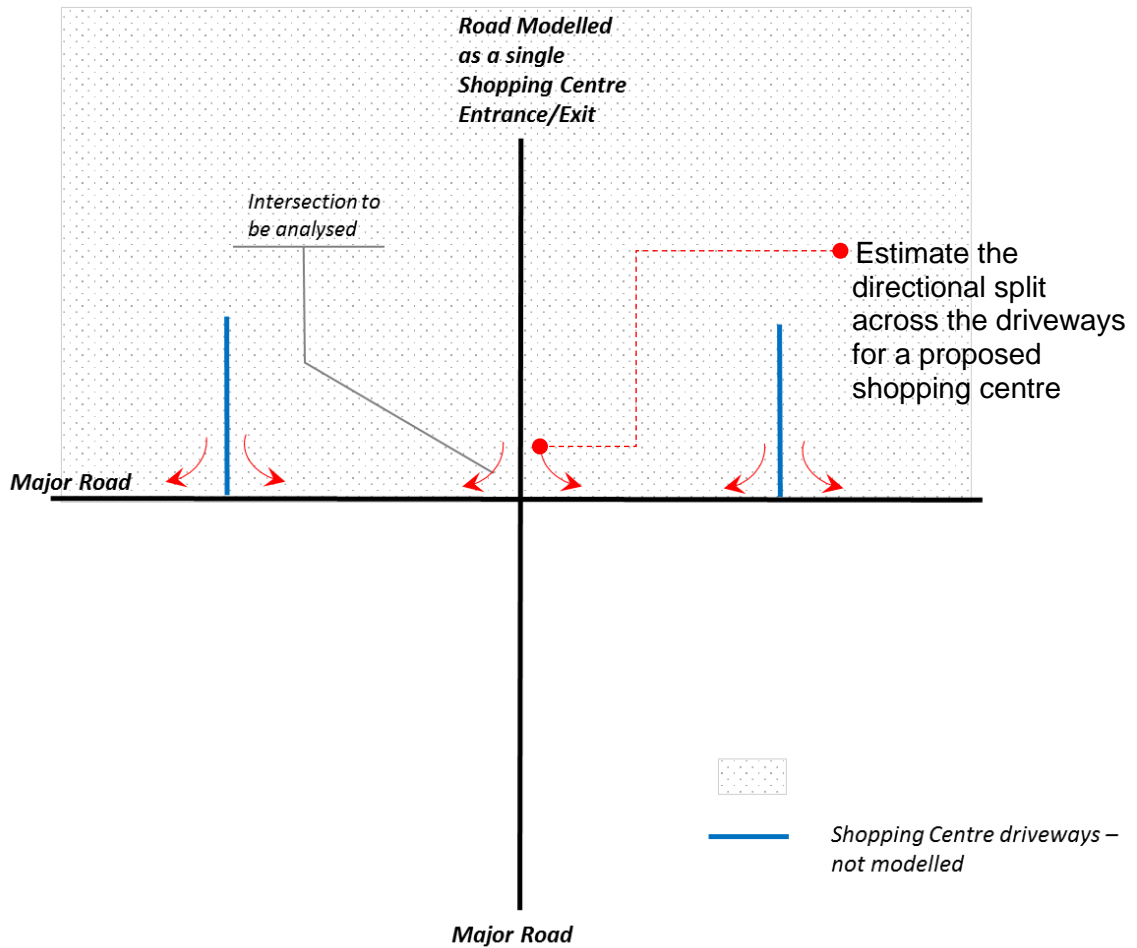 Road Modelled
as a single
Shopping Centre
Entrance/Exit
Intersection to
be analysed
Estimate the
directional split
across the driveways
for a proposed
shopping centre
Major Road
Shopping Centre driveways –
not modelled
Major Road